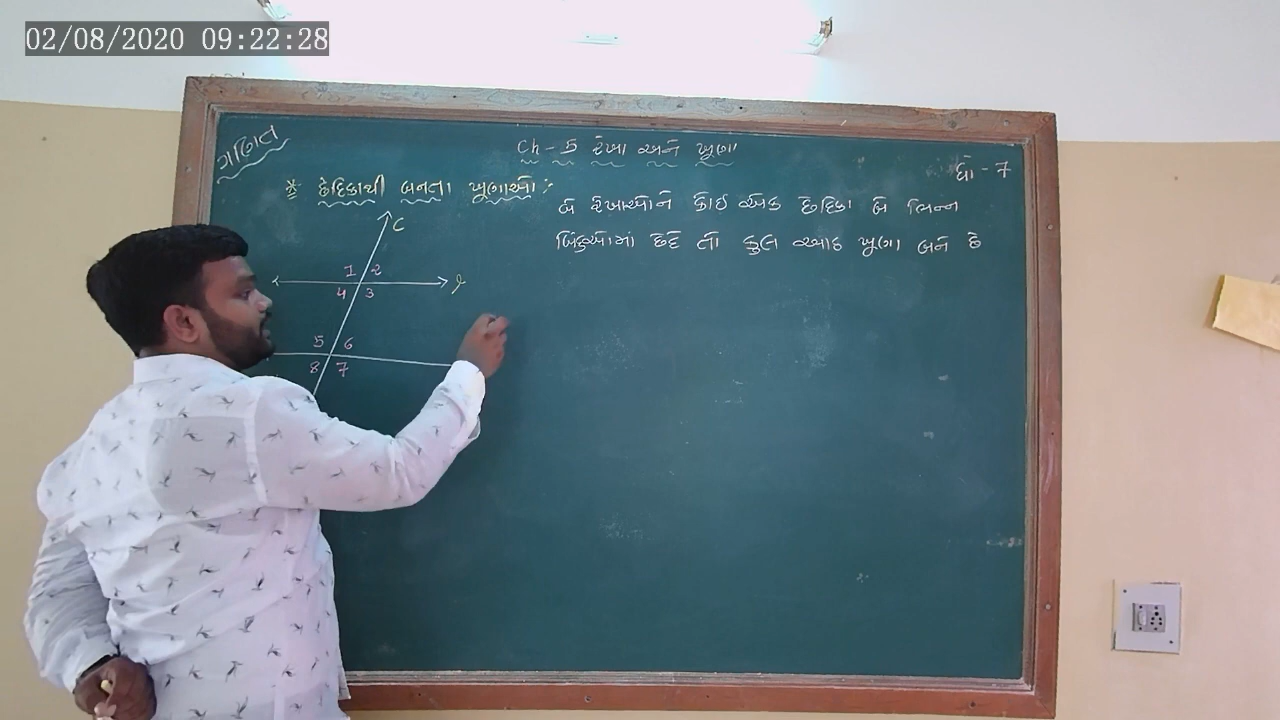 02/08/2020 09:22:28
ગણિત
Ch - 5 રેખા અને ખૂણા
ધો - 7
* છેદિકાથી બનતા ખૂણાઓ :-
બે રેખાઓને કોઈ એક છેદિકા બે ભિન્ન
બિંદુઓમાં છેદે તો કુલ આઠ ખૂણા બને છે
1 2
4 3
5 6
8 7